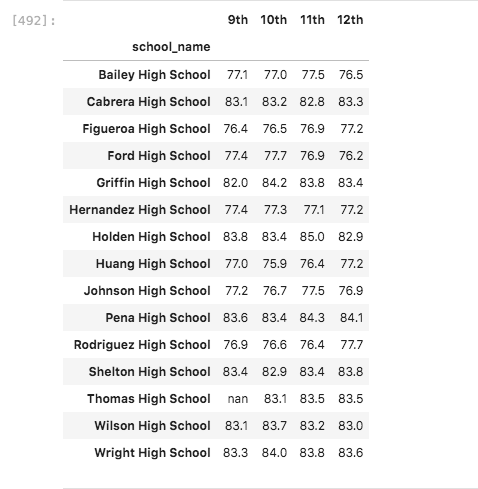 [492]:
9th 10th 11th 12th
school_name
Bailey High School 77.1 77.0 77.5 76.5
Cabrera High School 83.1 83.2 82.8 83.3
Figueroa High School 76.4 76.5 76.9 77.2
Ford High School 77.4 77.7 76.9 76.2
Griffin High School 82.0 84.2 83.8 83.4
Hernandez High School 77.4 77.3 77.1 77.2
Holden High School 83.8 83.4 85.0 82.9
Huang High School 77.0 75.9 76.4 77.2
Johnson High School 77.2 76.7 77.5 76.9
Pena High School 83.6 83.4 84.3 84.1
Rodriguez High School 76.9 76.6 76.4 77.7
Shelton High School 83.4 82.9 83.4 83.8
Thomas High School nan 83.1 83.5 83.5
Wilson High School 83.1 83.7 83.2 83.0
Wright High School 83.3 84.0 83.8 83.6